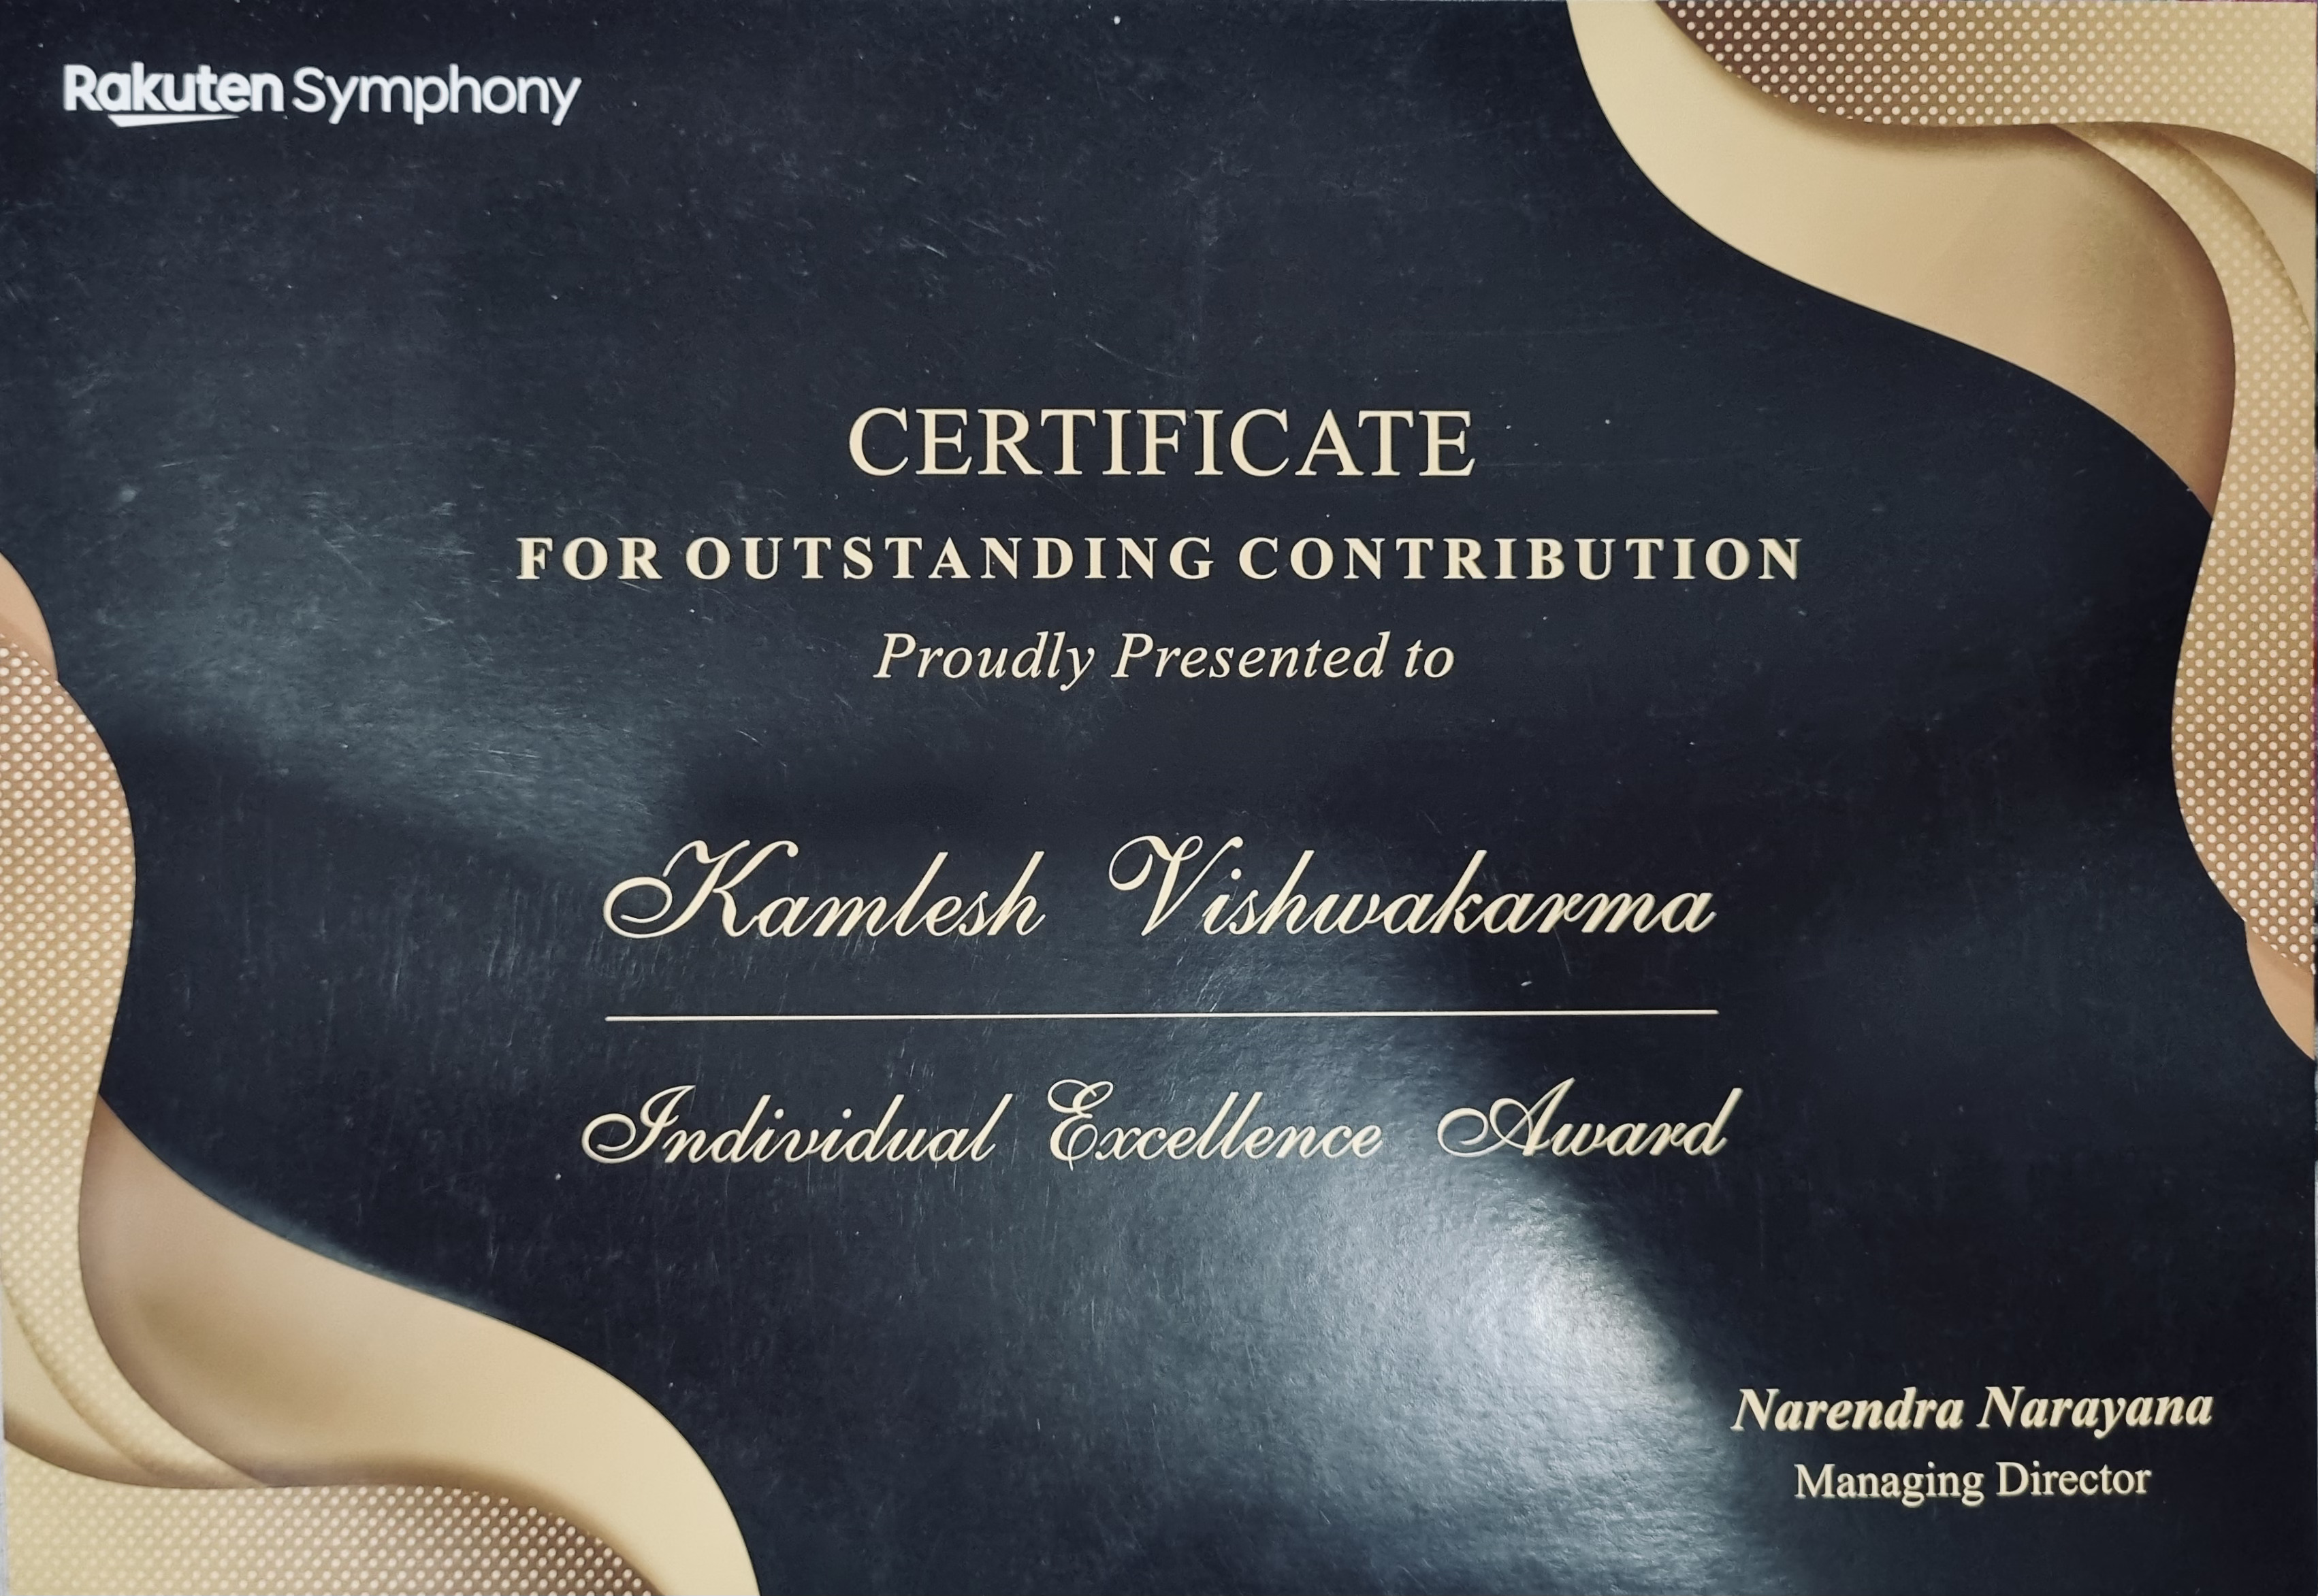 Rakuten Symphony
CERTIFICATE
FOR OUTSTANDING CONTRIBUTION
Proudly Presented to
Kamlesh Vishwakarma
Individual Excellence Award
Narendra Narayana
Managing Director